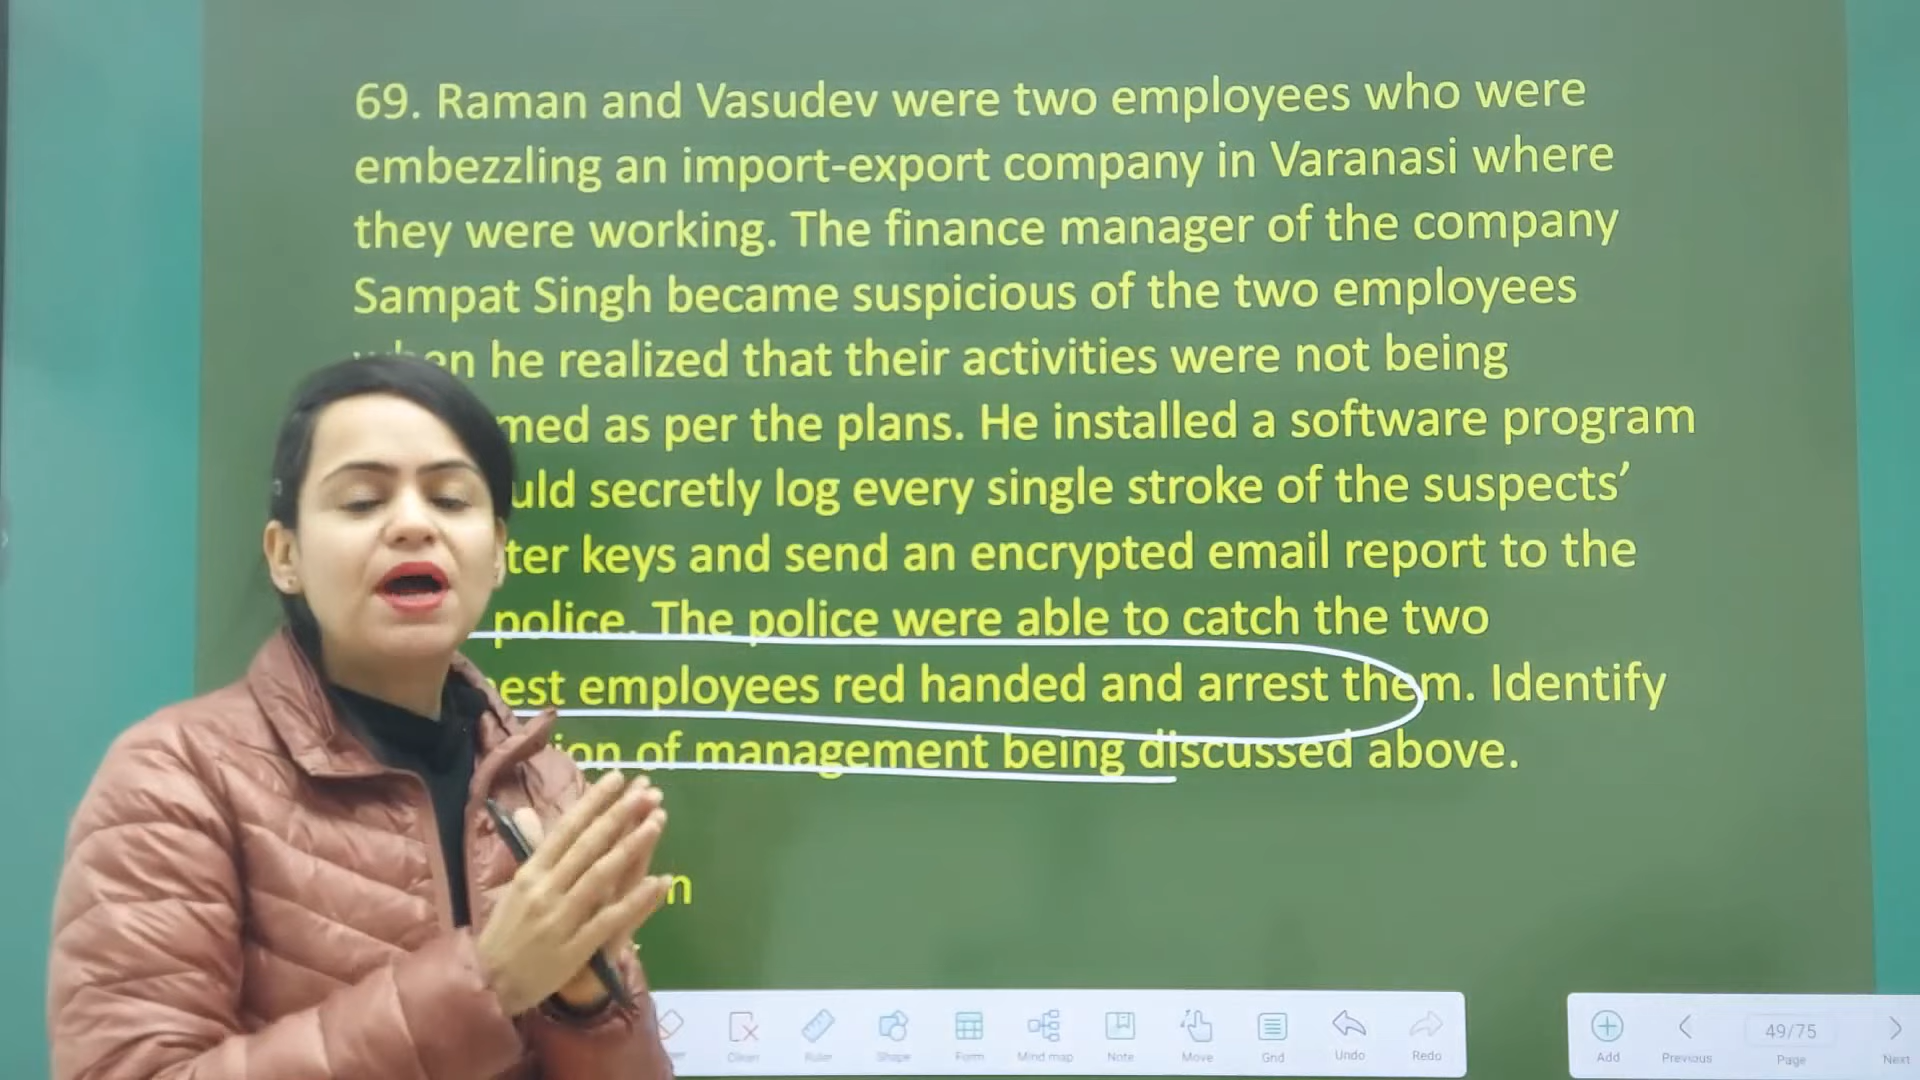 69. Raman and Vasudev were two employees who were
embezzling an import-export company in Varanasi where
they were working. The finance manager of the company
Sampat Singh became suspicious of the two employees
when he realized that their activities were not being
med as per the plans. He installed a software program
uld secretly log every single stroke of the suspects’
ter keys and send an encrypted email report to the
police. The police were able to catch the two
est employees red handed and arrest them. Identify
ion of management being discussed above.
n
Clean
Ruler
Shape
Form
Mind map
Note
Move
Gnd
Undo
Redo
Add
Previous
49/75
Page
Next